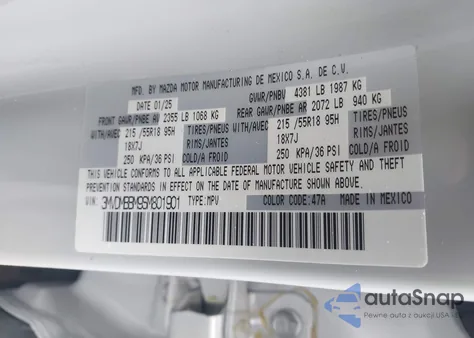 MFD. BY MAZDA MOTOR MANUFACTURING DE MEXICO S.A. DE C.V.
DATE 01/25 GVWR/PNBV 4381 LB 1987 KG
FRONT GAWR/PNBE AV 2355 LB 1068 KG REAR GAWR/PNBE AR 2072 LB 940 KG
WITH/AVEC 215 /55R18 95H TIRES/PNEUS WITH/AVEC 215 /55R18 95H TIRES/PNEUS
18X7J RIMS/JANTES 18X7J RIMS/JANTES
250 KPA/36 PSI COLD/A FROID 250 KPA/36 PSI COLD/A FROID
THIS VEHICLE CONFORMS TO ALL APPLICABLE FEDERAL MOTOR VEHICLE SAFETY AND THEFT
PREVENTION STANDARDS IN EFFECT ON THE DATE OF MANUFACTURE SHOWN ABOVE.
VIN: TYPE: MPV COLOR CODE: 47A MADE IN MEXICO
autoSnap
Pewne auto z aukcji USA